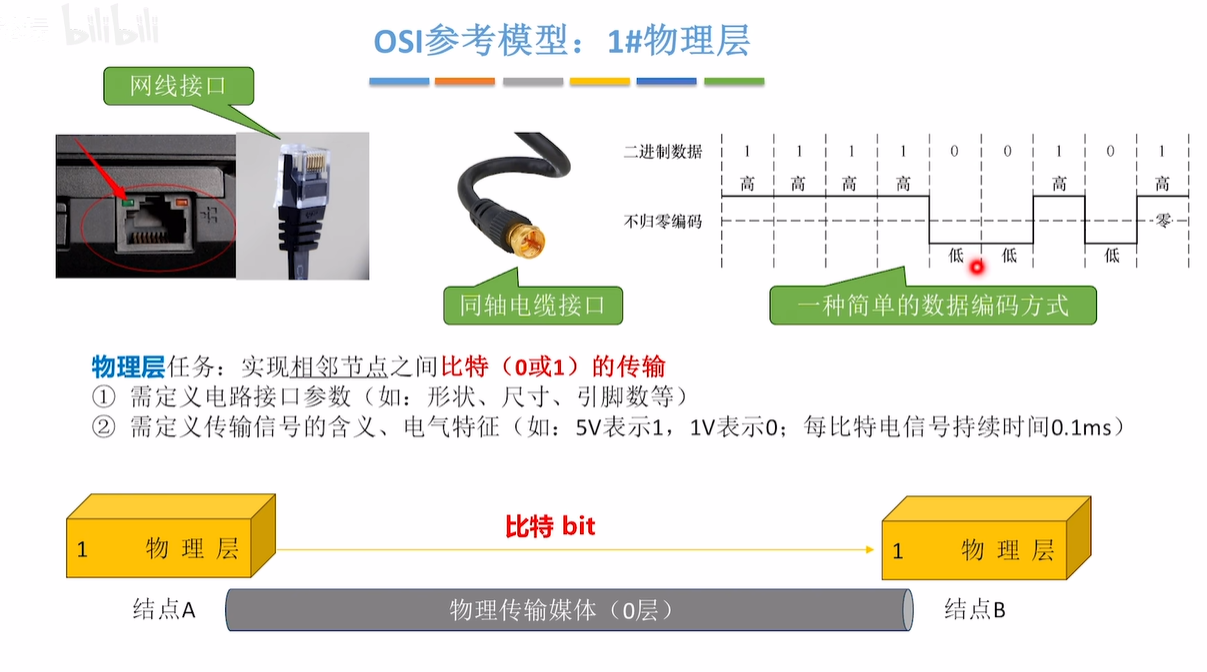 bilibili
OSI参考模型：1#物理层
网线接口
二进制数据 1 1 1 1 0 0 1 0 1
高 高 高 高 高 高
不归零编码
零
低 低 低
同轴电缆接口
一种简单的数据编码方式
物理层任务：实现相邻节点之间比特（0或1）的传输
① 需定义电路接口参数（如：形状、尺寸、引脚数等）
② 需定义传输信号的含义、电气特征（如：5V表示1，1V表示0；每比特电信号持续时间0.1ms）
比特 bit
1 物 理 层
1 物 理 层
结点A
物理传输媒体（0层）
结点B